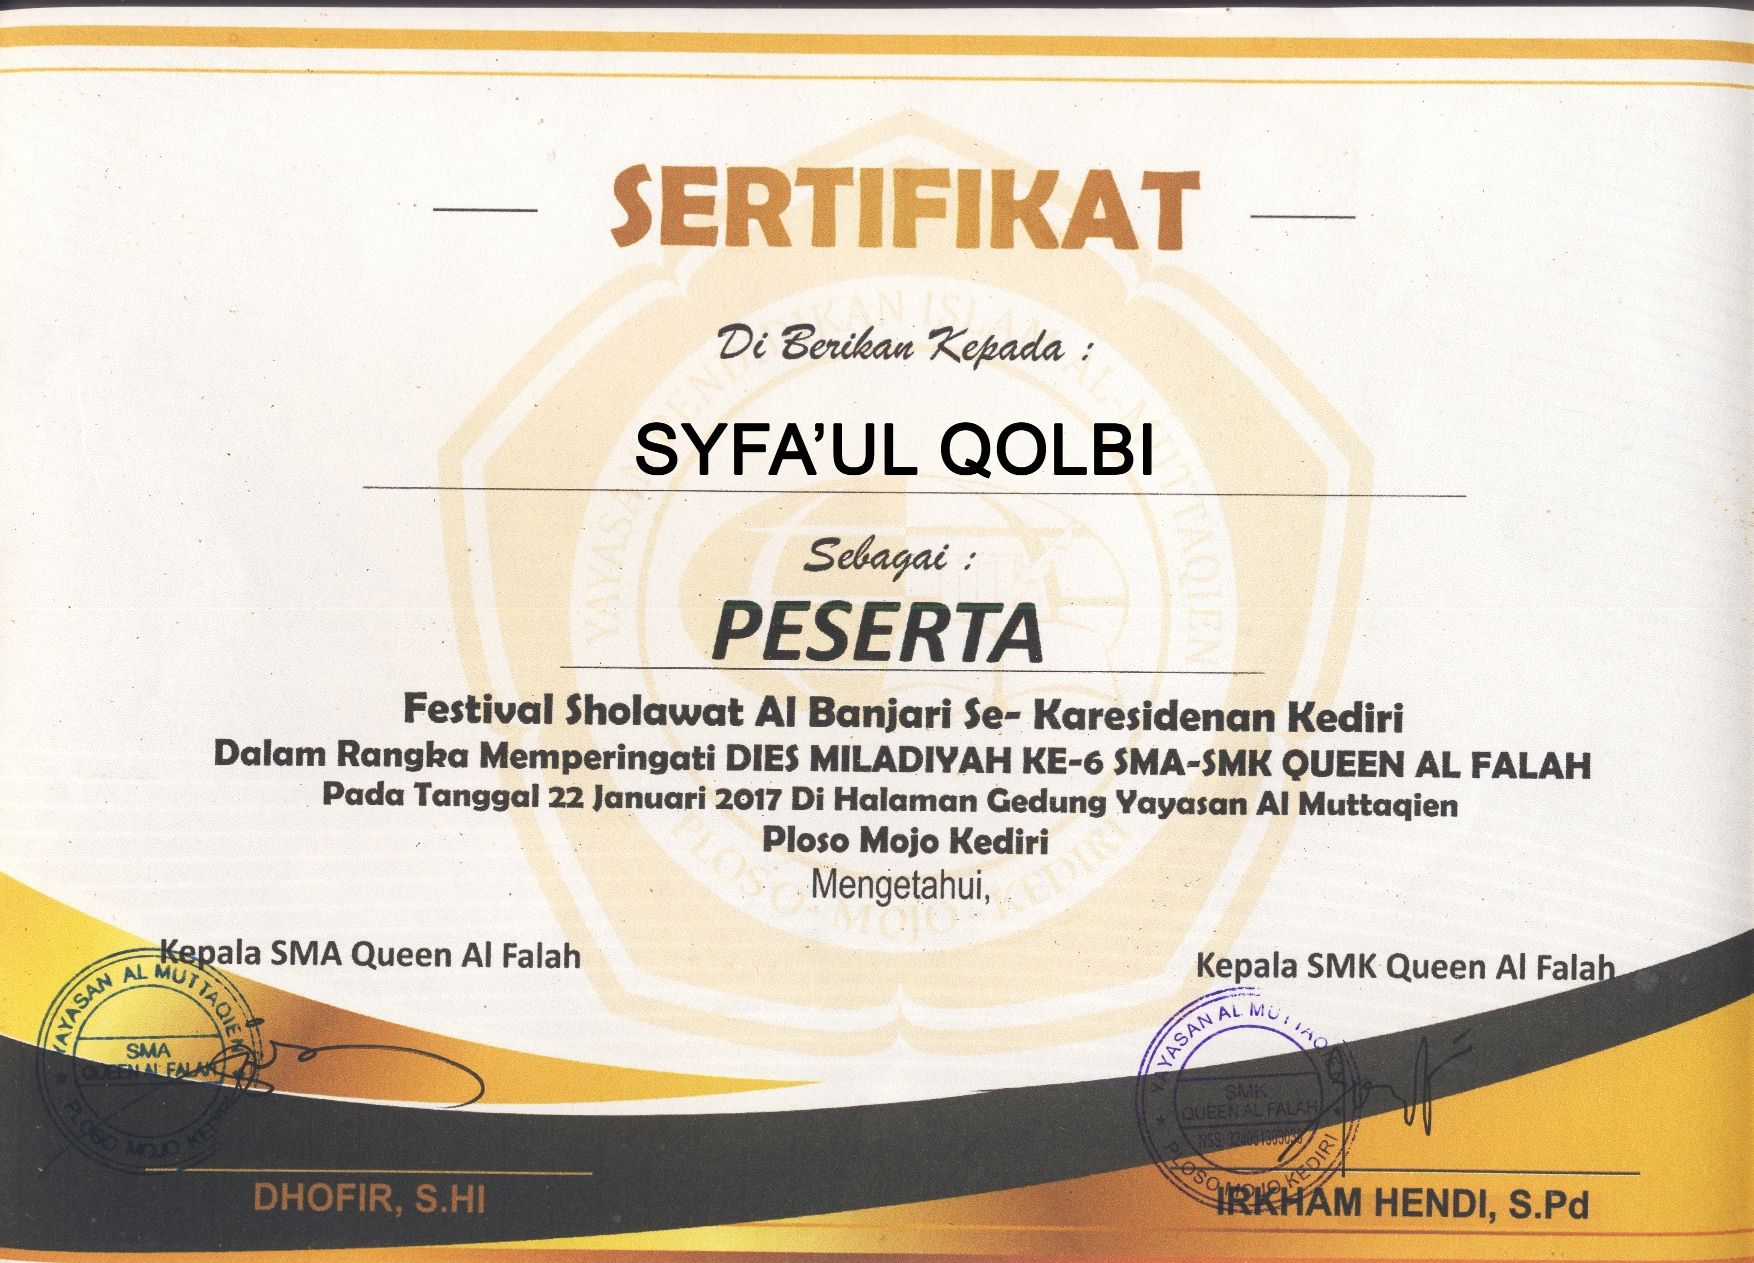 SERTIFIKAT
Di Berikan Kepada :
SYFA'UL QOLBI
Sebagai :
PESERTA
Festival Sholawat Al Banjari Se- Karesidenan Kediri
Dalam Rangka Memperingati DIES MILADIYAH KE-6 SMA-SMK QUEEN AL FALAH
Pada Tanggal 22 Januari 2017 Di Halaman Gedung Yayasan Al Muttaqien
Ploso Mojo Kediri
Mengetahui,
Kepala SMA Queen Al Falah
Kepala SMK Queen Al Falah
YAYASAN AL MUTTAQIEN
SMA
QUEEN AL FALAH
PLOSO MOJO KEDIRI
YAYASAN AL MUTTAQIEN
SMK
QUEEN AL FALAH
NSS.
PLOSO MOJO KEDIRI
DHOFIR, S.HI
IRKHAM HENDI, S.Pd
YAYASAN PENDIDIKAN ISLAM AL-MUTTAQIEN
PLOSO - MOJO - KEDIRI